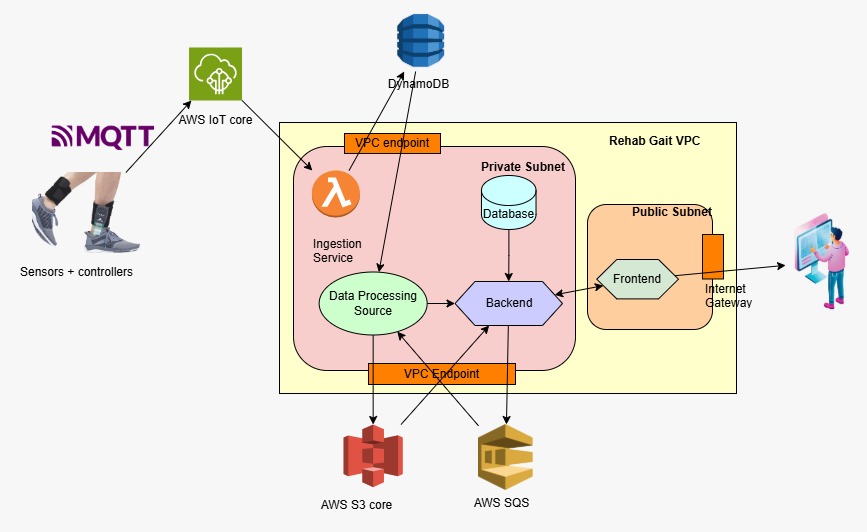 DynamoDB
AWS IoT core
MQTT
VPC endpoint
Rehab Gait VPC
Private Subnet
Database
Public Subnet
Sensors + controllers
Ingestion
Service
Frontend
Internet
Gateway
Data Processing
Source
Backend
VPC Endpoint
AWS S3 core
AWS SQS